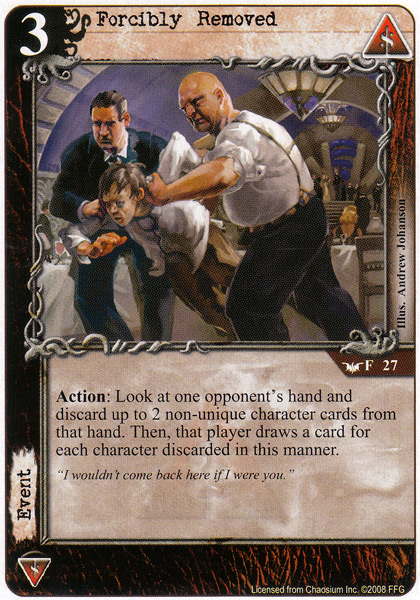 3
Forcibly Removed
$
Illus. Andrew Johanson
F 27
Action: Look at one opponent's hand and
discard up to 2 non-unique character cards from
that hand. Then, that player draws a card for
each character discarded in this manner.
"I wouldn't come back here if I were you."
Event
$
Licensed from Chaosium Inc. ©2008 FFG